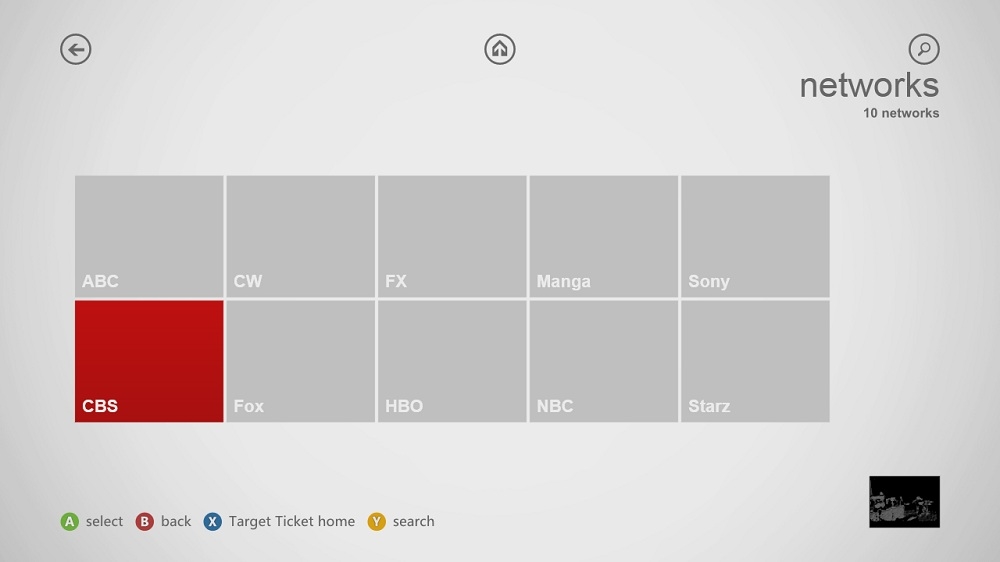 networks
10 networks
ABC CW FX Manga Sony
CBS Fox HBO NBC Starz
A select B back X Target Ticket home Y search